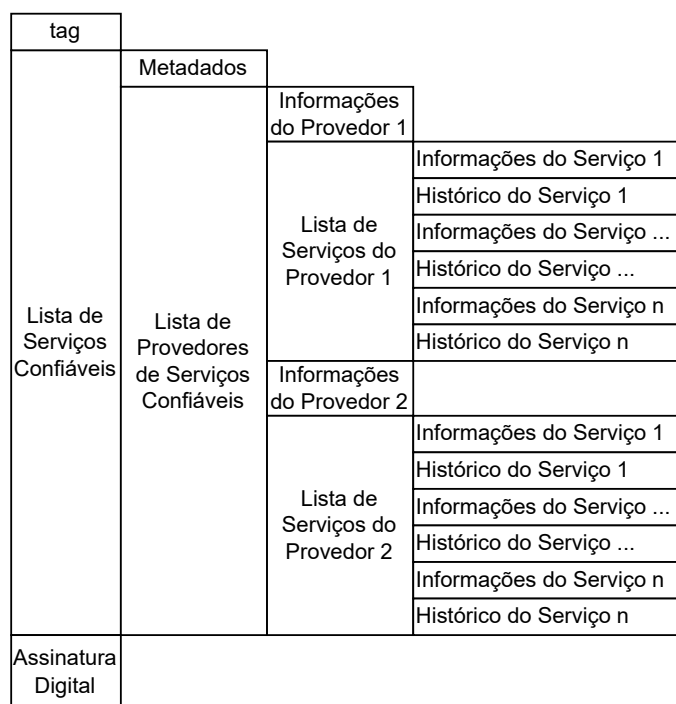 tag
Metadados
Informações
do Provedor 1
Informações do Serviço 1
Histórico do Serviço 1
Lista de
Serviços do
Provedor 1
Informações do Serviço ...
Histórico do Serviço ...
Informações do Serviço n
Histórico do Serviço n
Lista de
Serviços
Confiáveis
Lista de
Provedores
de Serviços
Confiáveis
Informações
do Provedor 2
Informações do Serviço 1
Histórico do Serviço 1
Lista de
Serviços do
Provedor 2
Informações do Serviço ...
Histórico do Serviço ...
Informações do Serviço n
Histórico do Serviço n
Assinatura
Digital